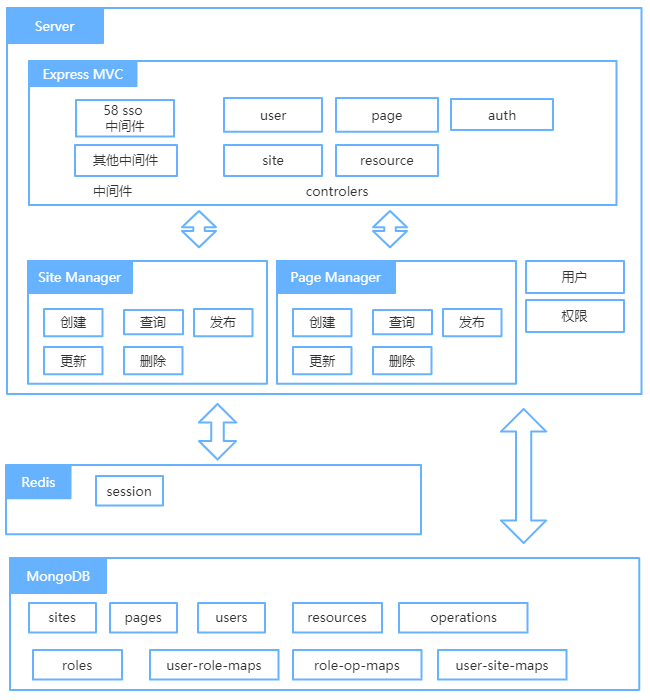 Server
Express MVC
58 sso
中间件
user
page
auth
其他中间件
site
resource
中间件
controlers
Site Manager
创建
查询
发布
更新
删除
Page Manager
创建
查询
发布
更新
删除
用户
权限
Redis
session
MongoDB
sites
pages
users
resources
operations
roles
user-role-maps
role-op-maps
user-site-maps